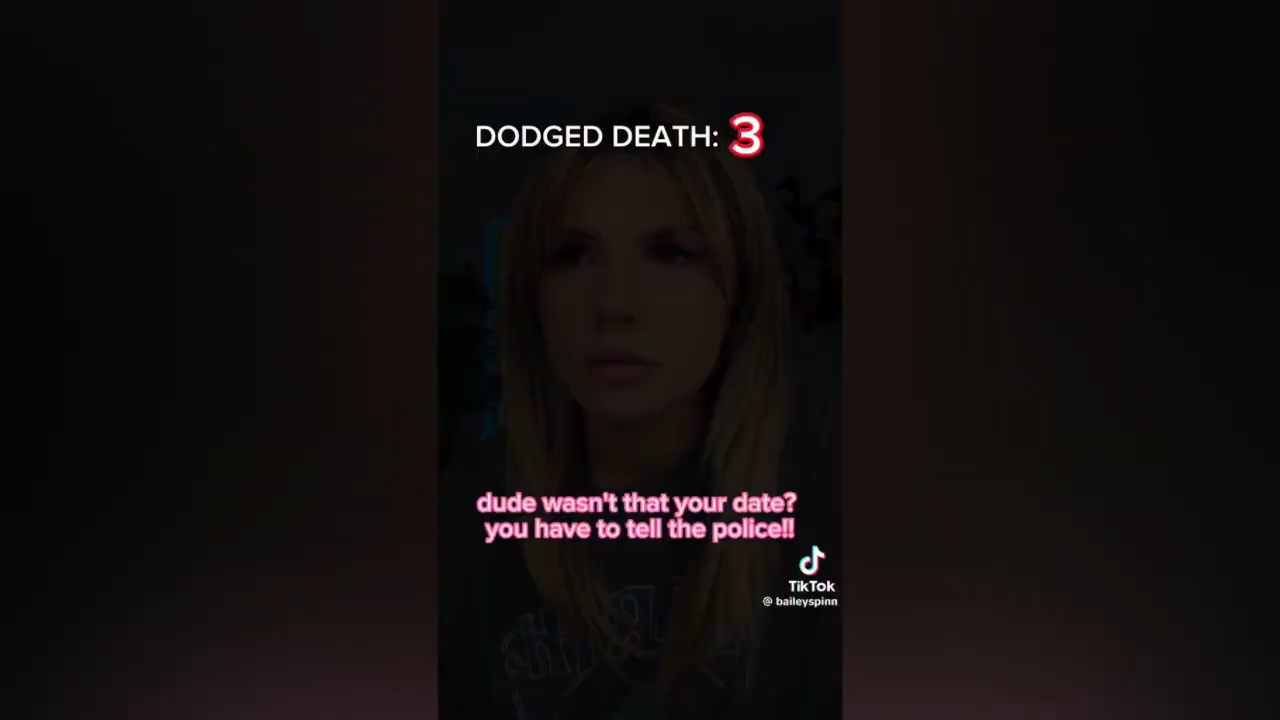 DODGED DEATH: 3
dude wasn't that your date?
you have to tell the police!!
TikTok
@ baileyspinn